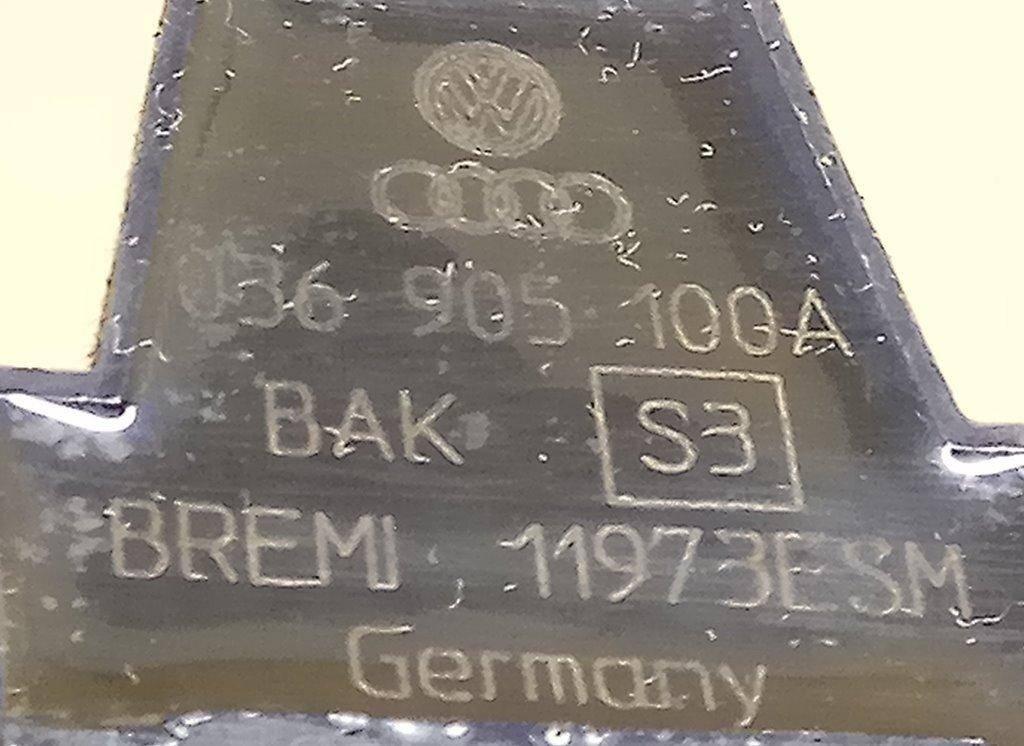 036 905 100A
BAK S3
BREMI 11973ESM
Germany